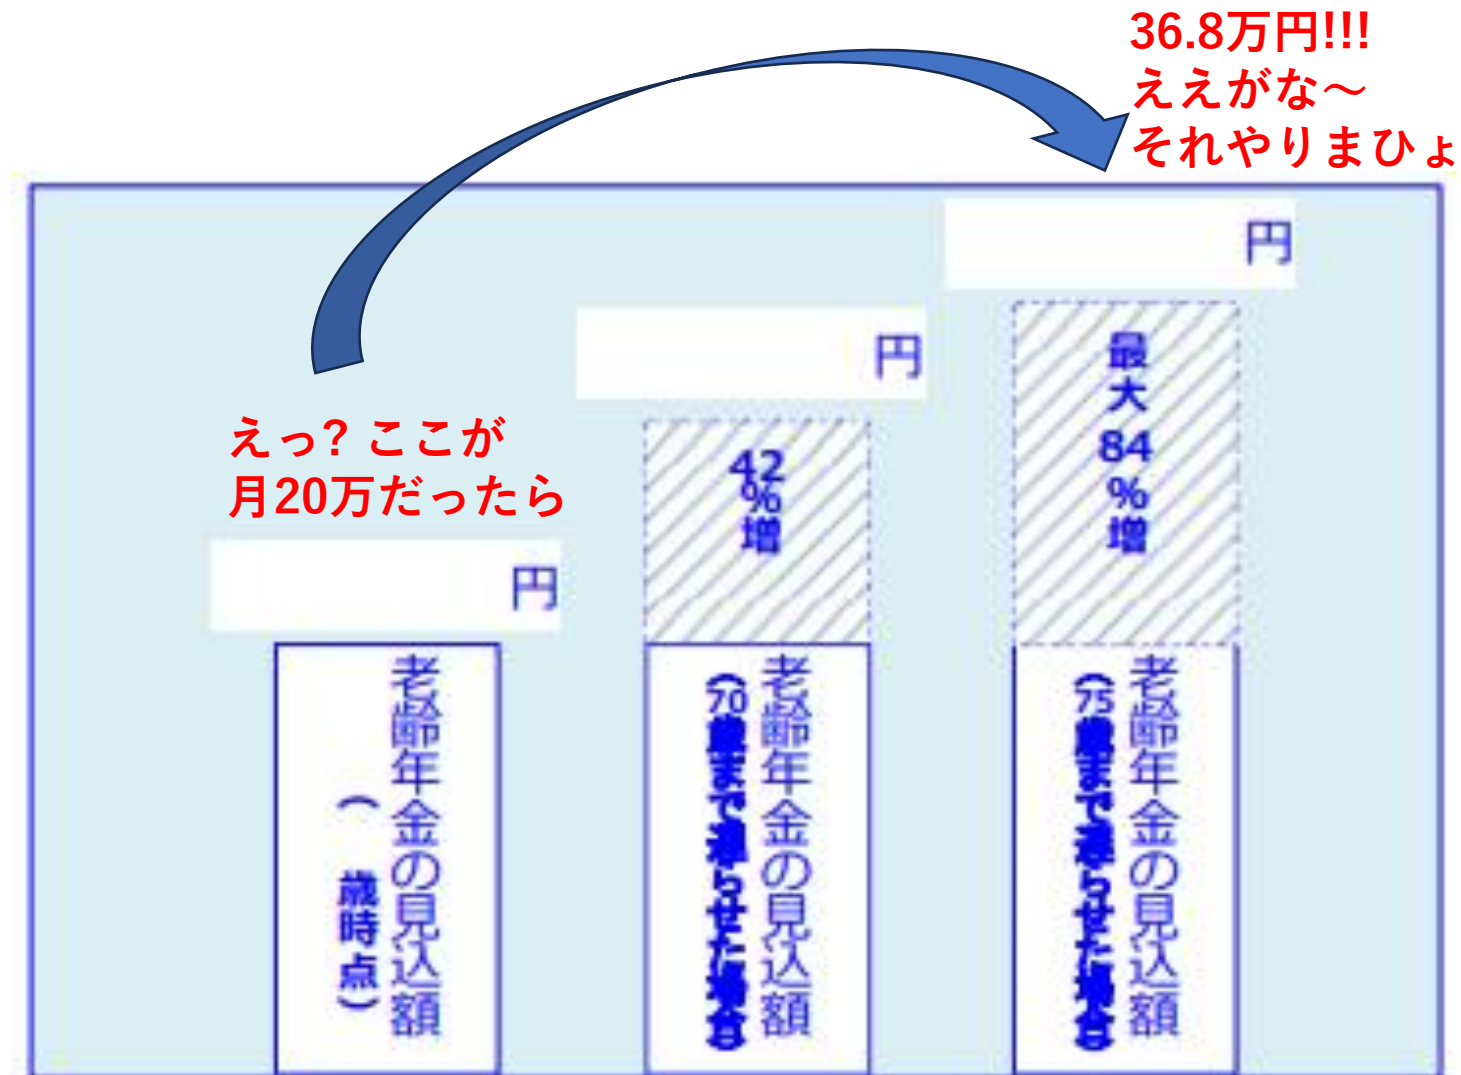 36.8万円!!!
ええがな～
それやりまひょ
円
円
最大84%増
えっ? ここが
月20万だったら
42%増
円
老齢年金の見込額
(　歳時点)
老齢年金の見込額
(70歳まで遅らせた場合)
老齢年金の見込額
(75歳まで遅らせた場合)